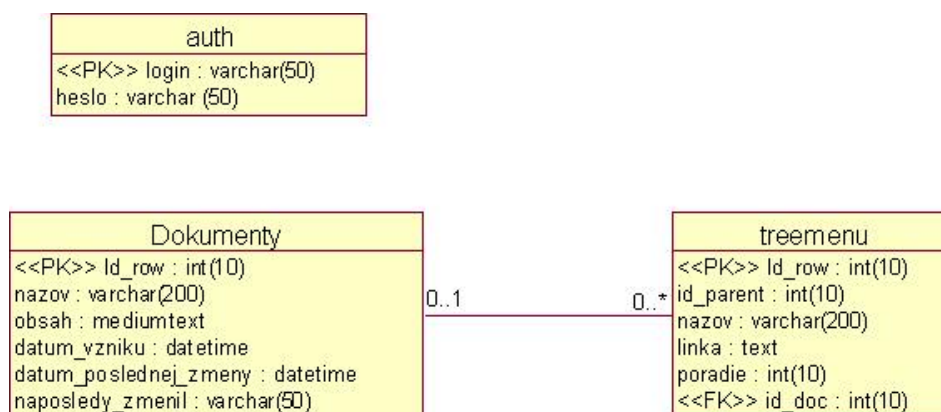 auth
<<PK>> login : varchar(50)
heslo : varchar (50)
Dokumenty
<<PK>> Id_row : int(10)
nazov : varchar(200)
obsah : mediumtext
datum_vzniku : datetime
datum_poslednej_zmeny : datetime
naposledy_zmenil : varchar(50)
0..1
0..*
treemenu
<<PK>> Id_row : int(10)
id_parent : int(10)
nazov : varchar(200)
linka : text
poradie : int(10)
<<FK>> id_doc : int(10)